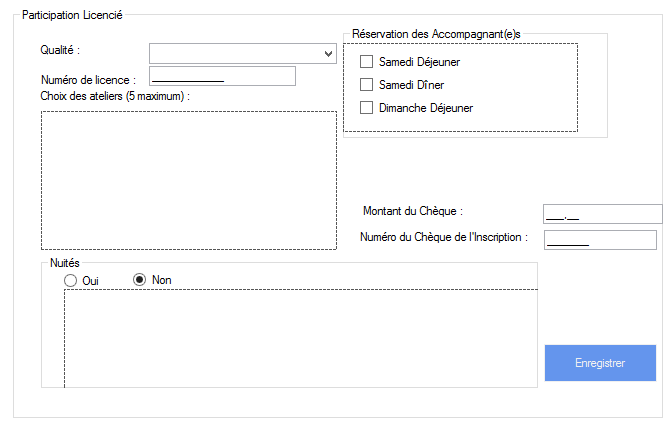 Participation Licencié
Réservation des Accompagnant(e)s
Qualité :
Samedi Déjeuner
Numéro de licence :
Samedi Dîner
Choix des ateliers (5 maximum) :
Dimanche Déjeuner
Montant du Chèque :
Numéro du Chèque de l'Inscription :
Nuités
Oui Non
Enregistrer